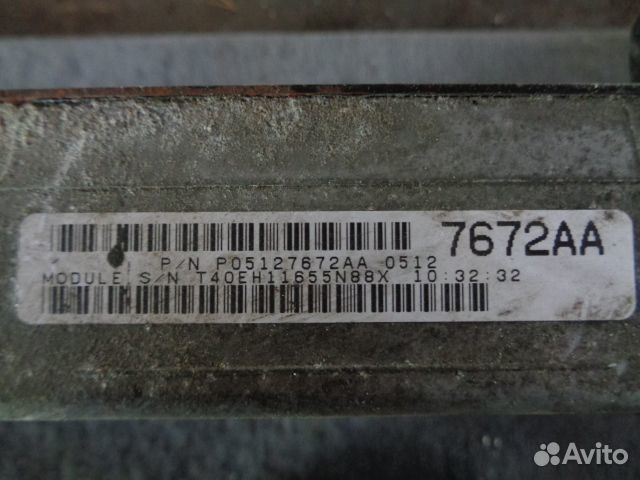 7672AA
P/N P05127672AA 0512
MODULE S/N T40EH11655N88X 10:32:32
Avito